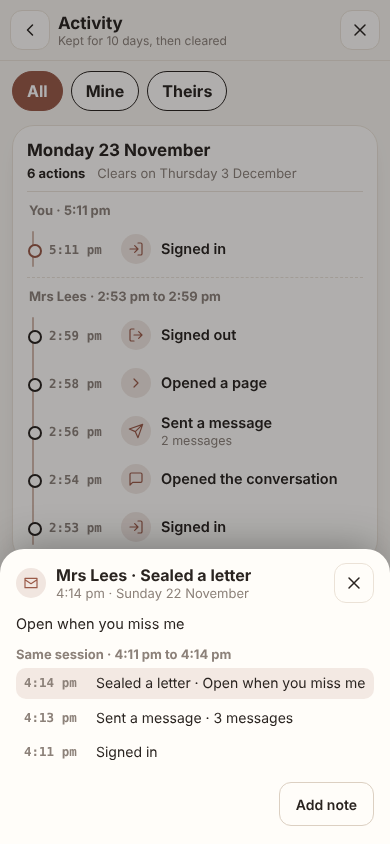 Activity
Kept for 10 days, then cleared
All
Mine
Theirs
Monday 23 November
6 actions Clears on Thursday 3 December
You · 5:11 pm
5:11 pm Signed in
Mrs Lees · 2:53 pm to 2:59 pm
2:59 pm Signed out
2:58 pm Opened a page
2:56 pm Sent a message
2 messages
2:54 pm Opened the conversation
2:53 pm Signed in
Mrs Lees · Sealed a letter
4:14 pm · Sunday 22 November
Open when you miss me
Same session · 4:11 pm to 4:14 pm
4:14 pm Sealed a letter · Open when you miss me
4:13 pm Sent a message · 3 messages
4:11 pm Signed in
Add note